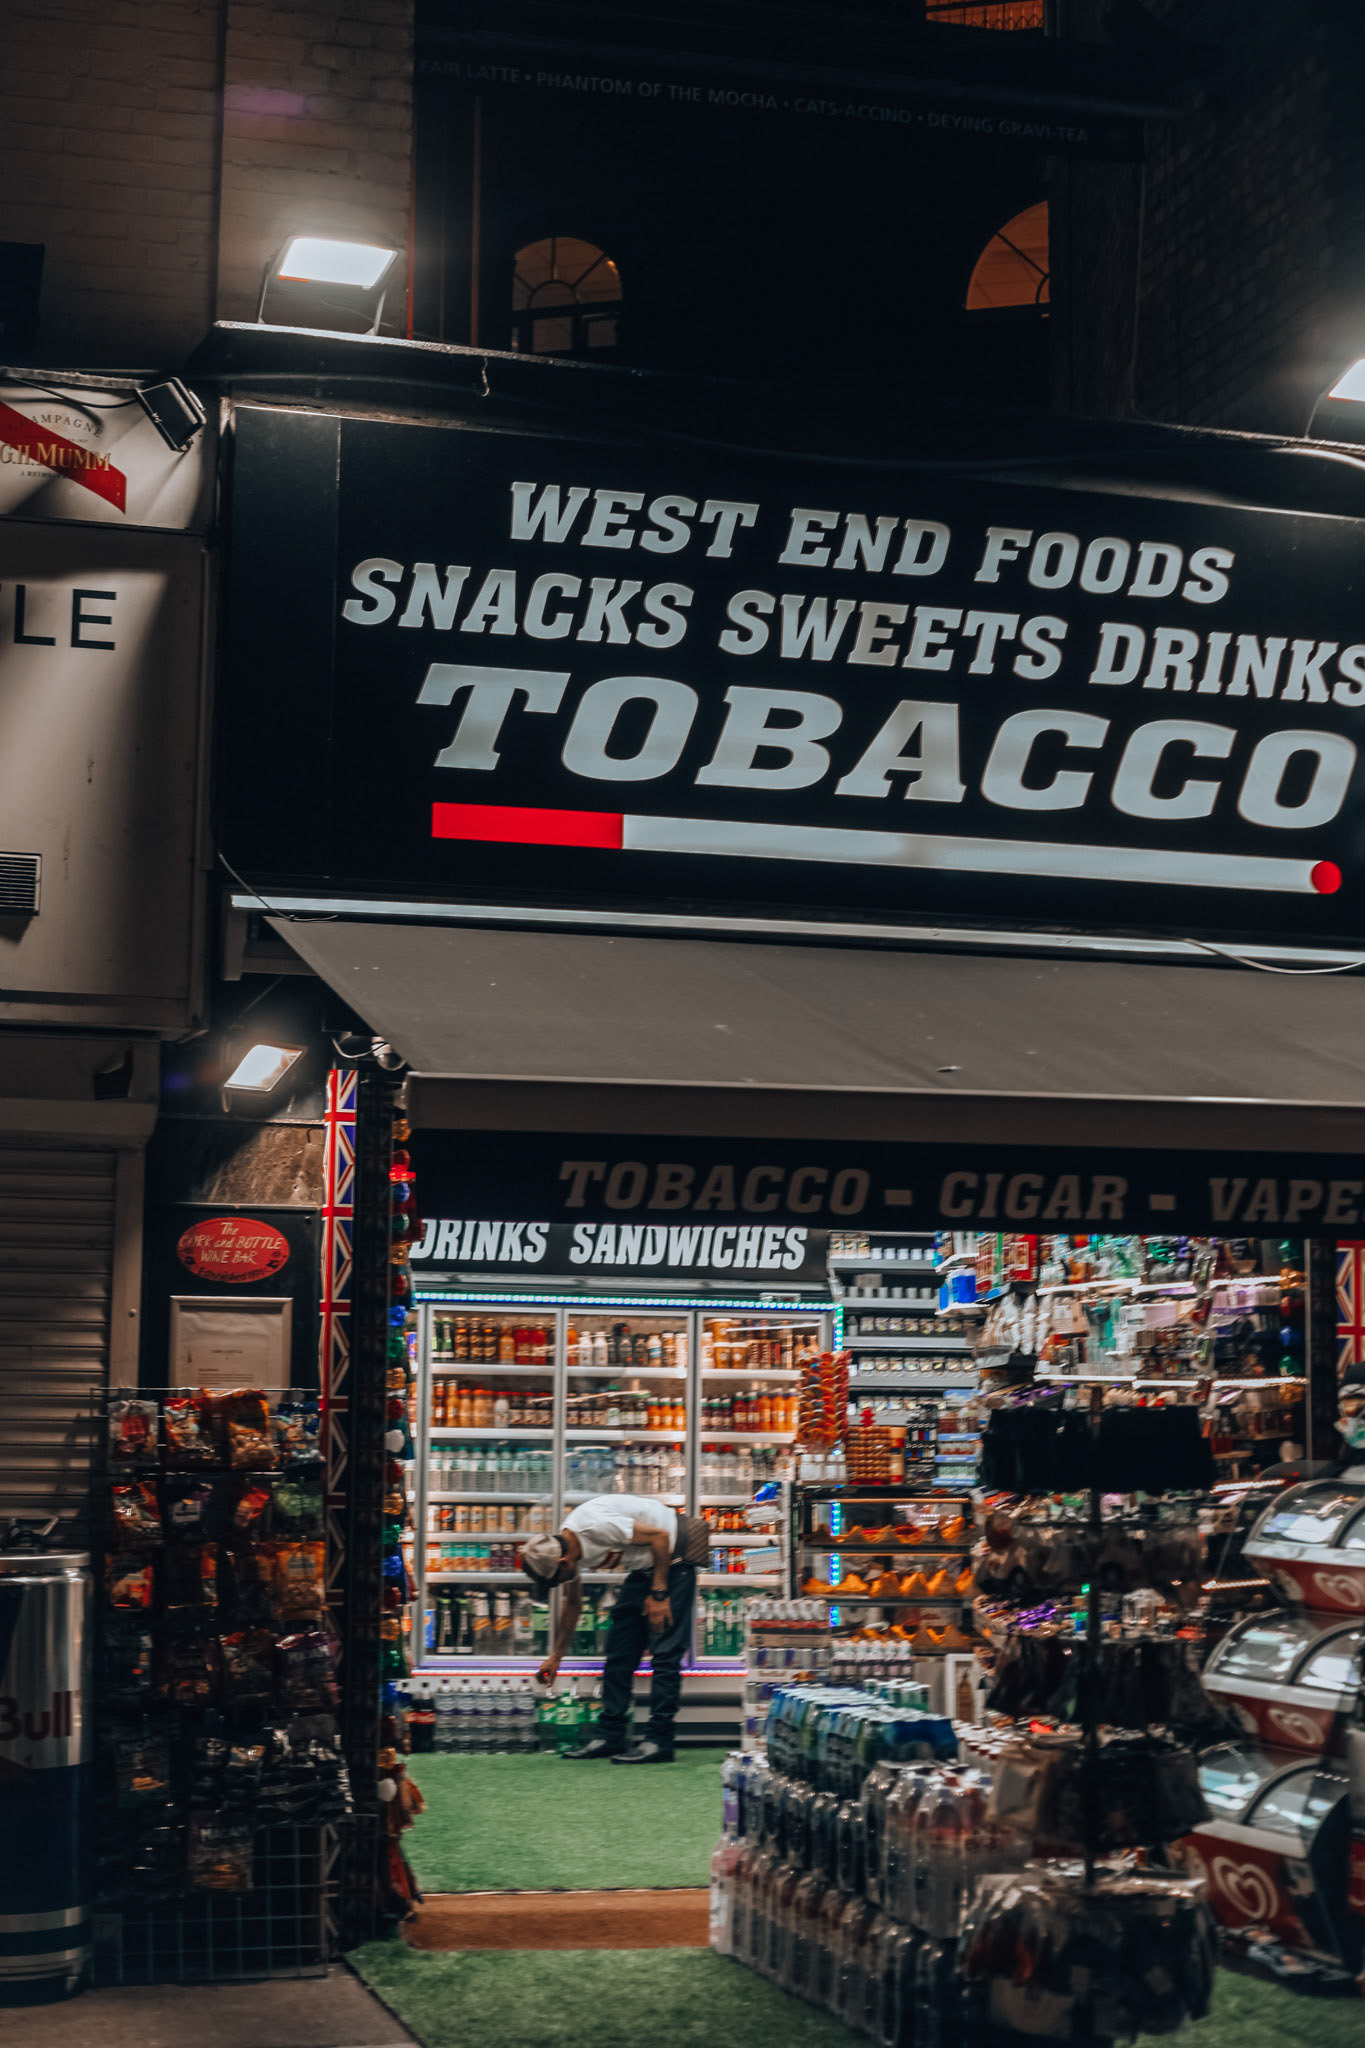 FAIR LATTE • PHANTOM OF THE MOCHA • CATS-ACCINO • DEYING GRAVI-TEA
CHAMPAGNE
G.H.MUMM
LE
WEST END FOODS
SNACKS SWEETS DRINKS
TOBACCO
TOBACCO - CIGAR - VAPE
DRINKS SANDWICHES
The
CORK and BOTTLE
WINE BAR
Bull